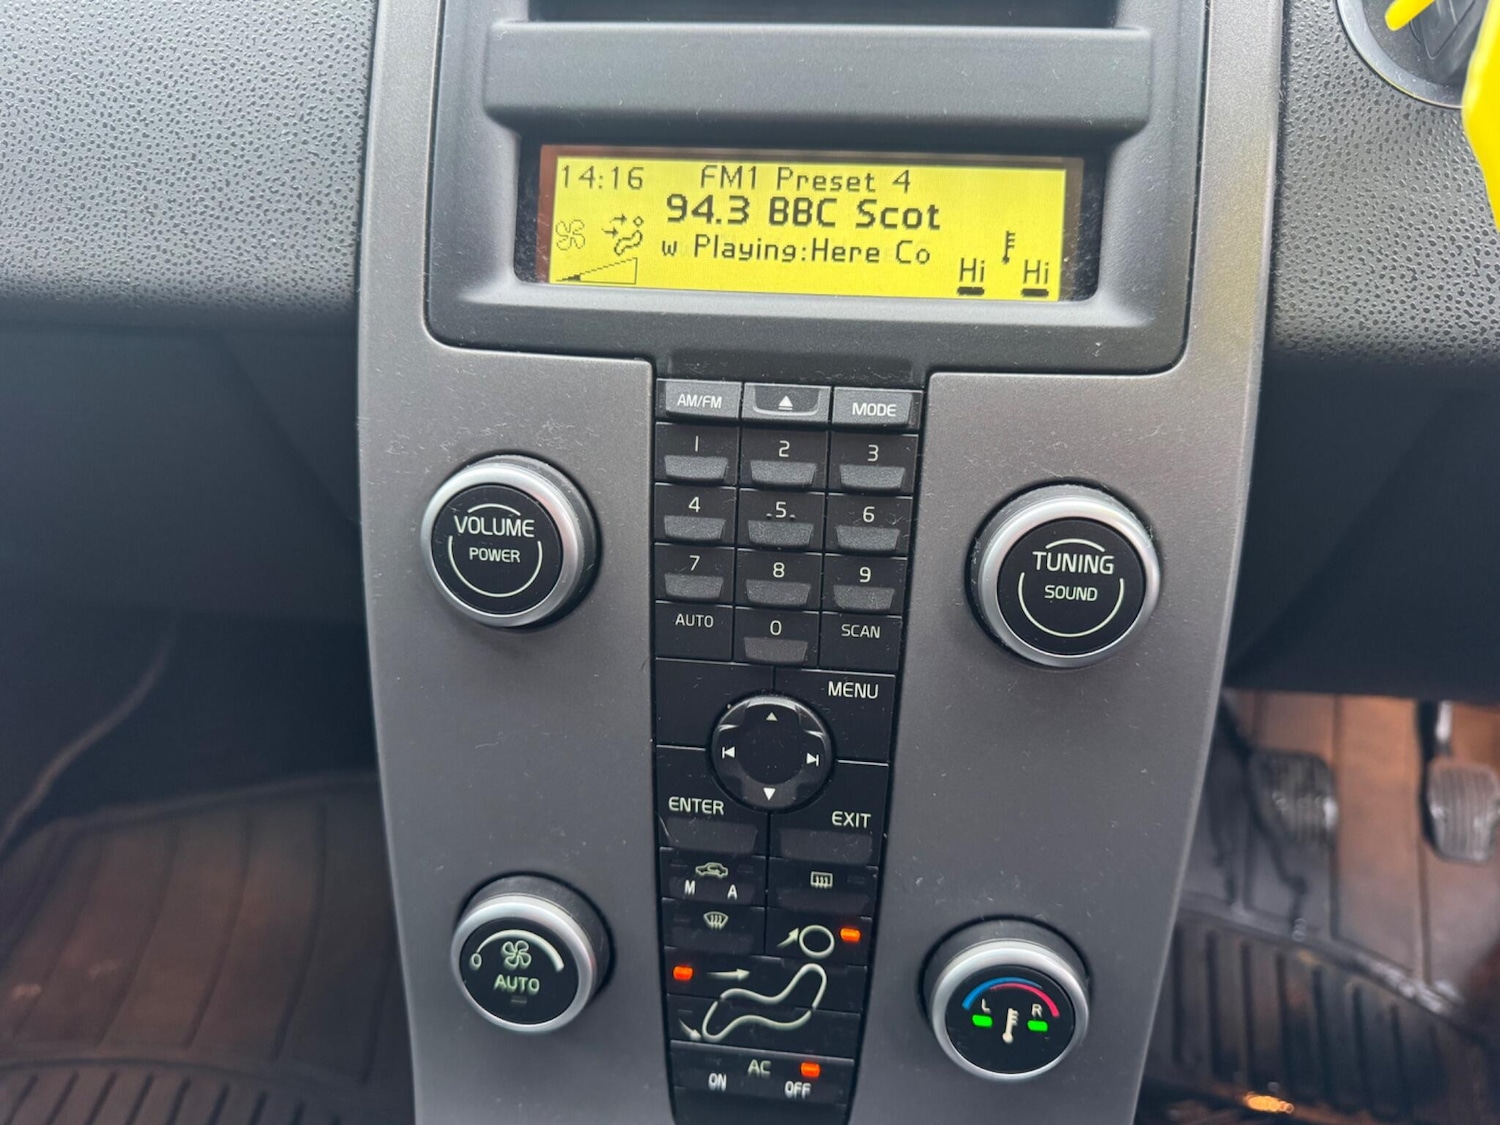 14:16 FM1 Preset 4
94.3 BBC Scot
w Playing:Here Co
Hi Hi
AM/FM MODE
1 2 3
4 5 6
7 8 9
AUTO 0 SCAN
VOLUME
POWER
TUNING
SOUND
MENU
ENTER
EXIT
M A
0
AUTO
L R
AC
ON OFF